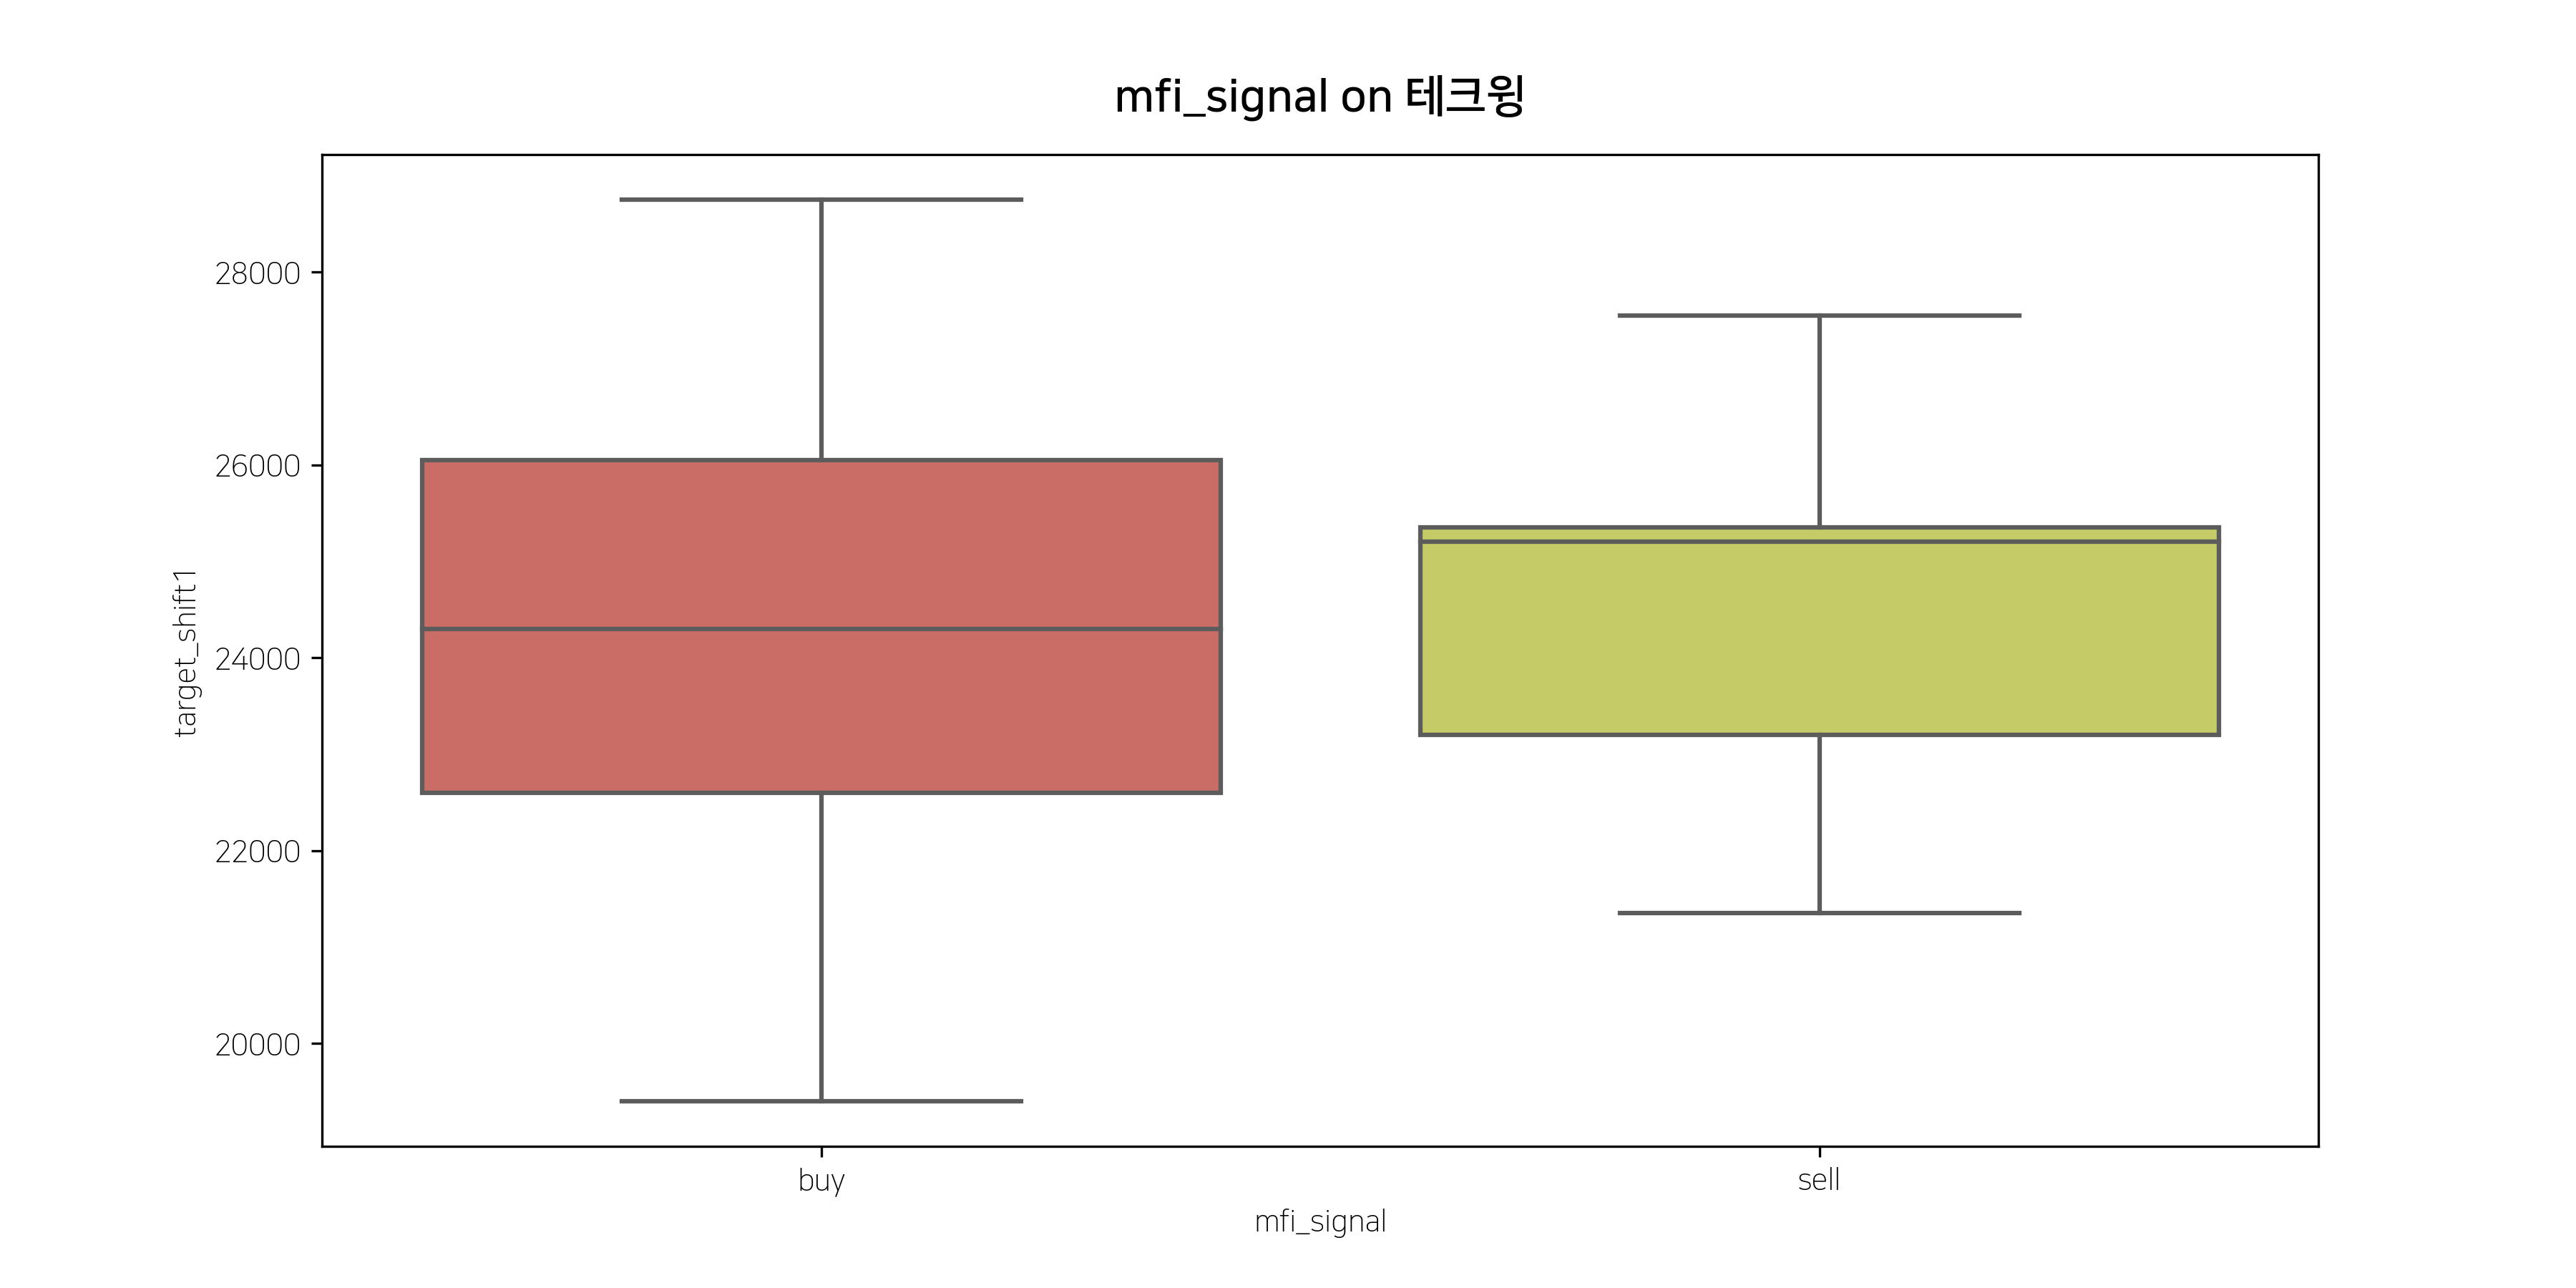 mfi_signal on 테크윙
28000
26000
24000
22000
20000
target_shift1
buy
sell
mfi_signal